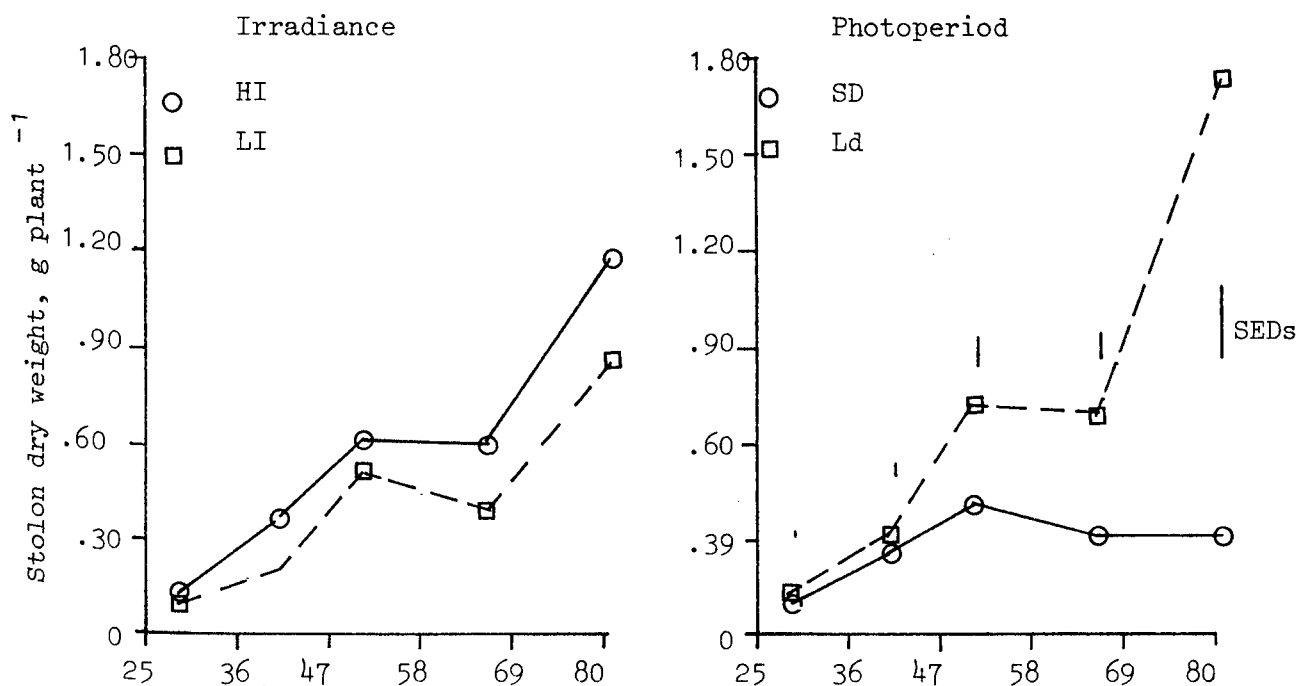 Irradiance
Stolon dry weight, g plant -1
1.80
1.50
1.20
.90
.60
.30
0
HI
LI
25 36 47 58 69 80
Photoperiod
1.80
1.50
1.20
.90
.60
.39
0
SD
Ld
SEDs
25 36 47 58 69 80